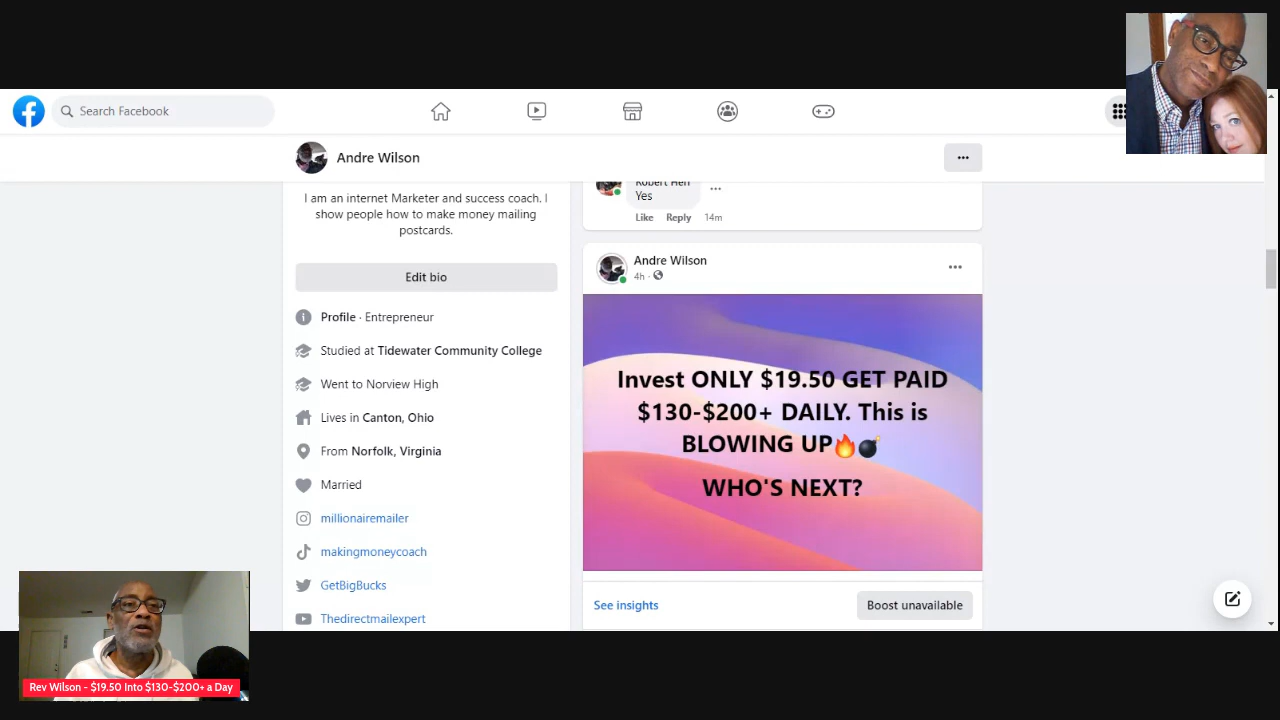 Search Facebook
Andre Wilson
I am an internet Marketer and success coach. I
show people how to make money mailing
postcards.
Edit bio
Profile · Entrepreneur
Studied at Tidewater Community College
Went to Norview High
Lives in Canton, Ohio
From Norfolk, Virginia
Married
millionairemailer
makingmoneycoach
GetBigBucks
Thedirectmailexpert
Robert Heri
Yes
Like Reply 14m
Andre Wilson
4h ·
Invest ONLY $19.50 GET PAID
$130-$200+ DAILY. This is
BLOWING UP🔥💣
WHO'S NEXT?
See insights
Boost unavailable
Rev Wilson - $19.50 Into $130-$200+ a Day